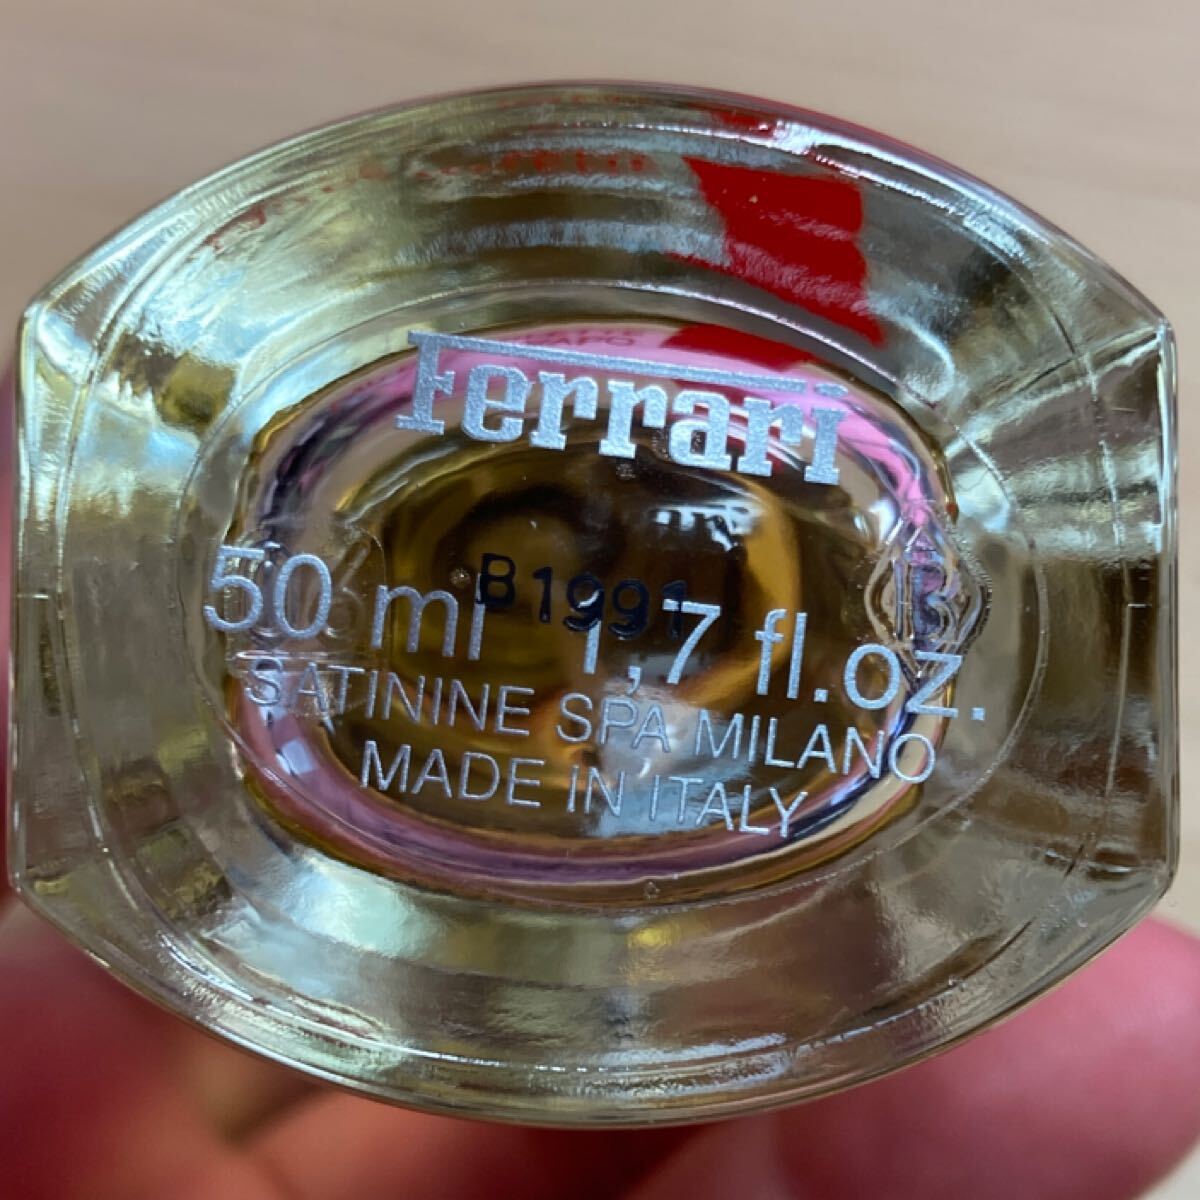 Ferrari
B1991
50 ml 1,7 fl.oz.
SATININE SPA MILANO
MADE IN ITALY
B